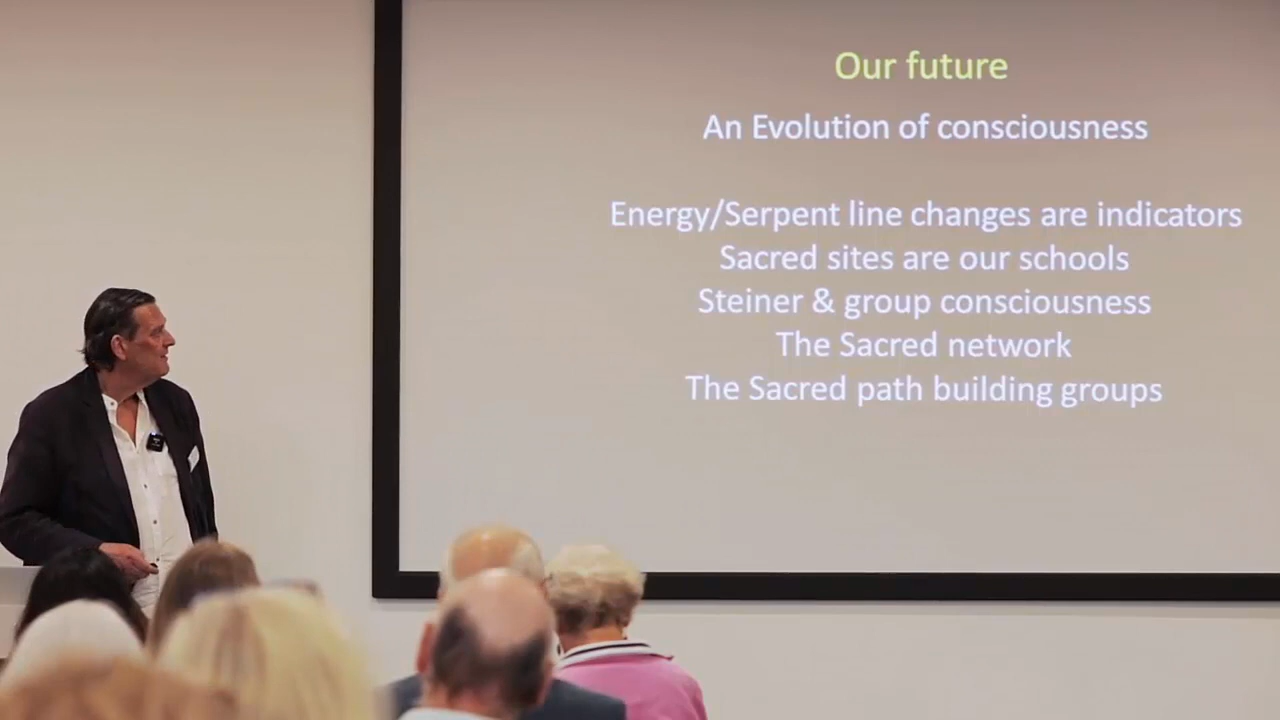 Our future
An Evolution of consciousness
Energy/Serpent line changes are indicators
Sacred sites are our schools
Steiner & group consciousness
The Sacred network
The Sacred path building groups